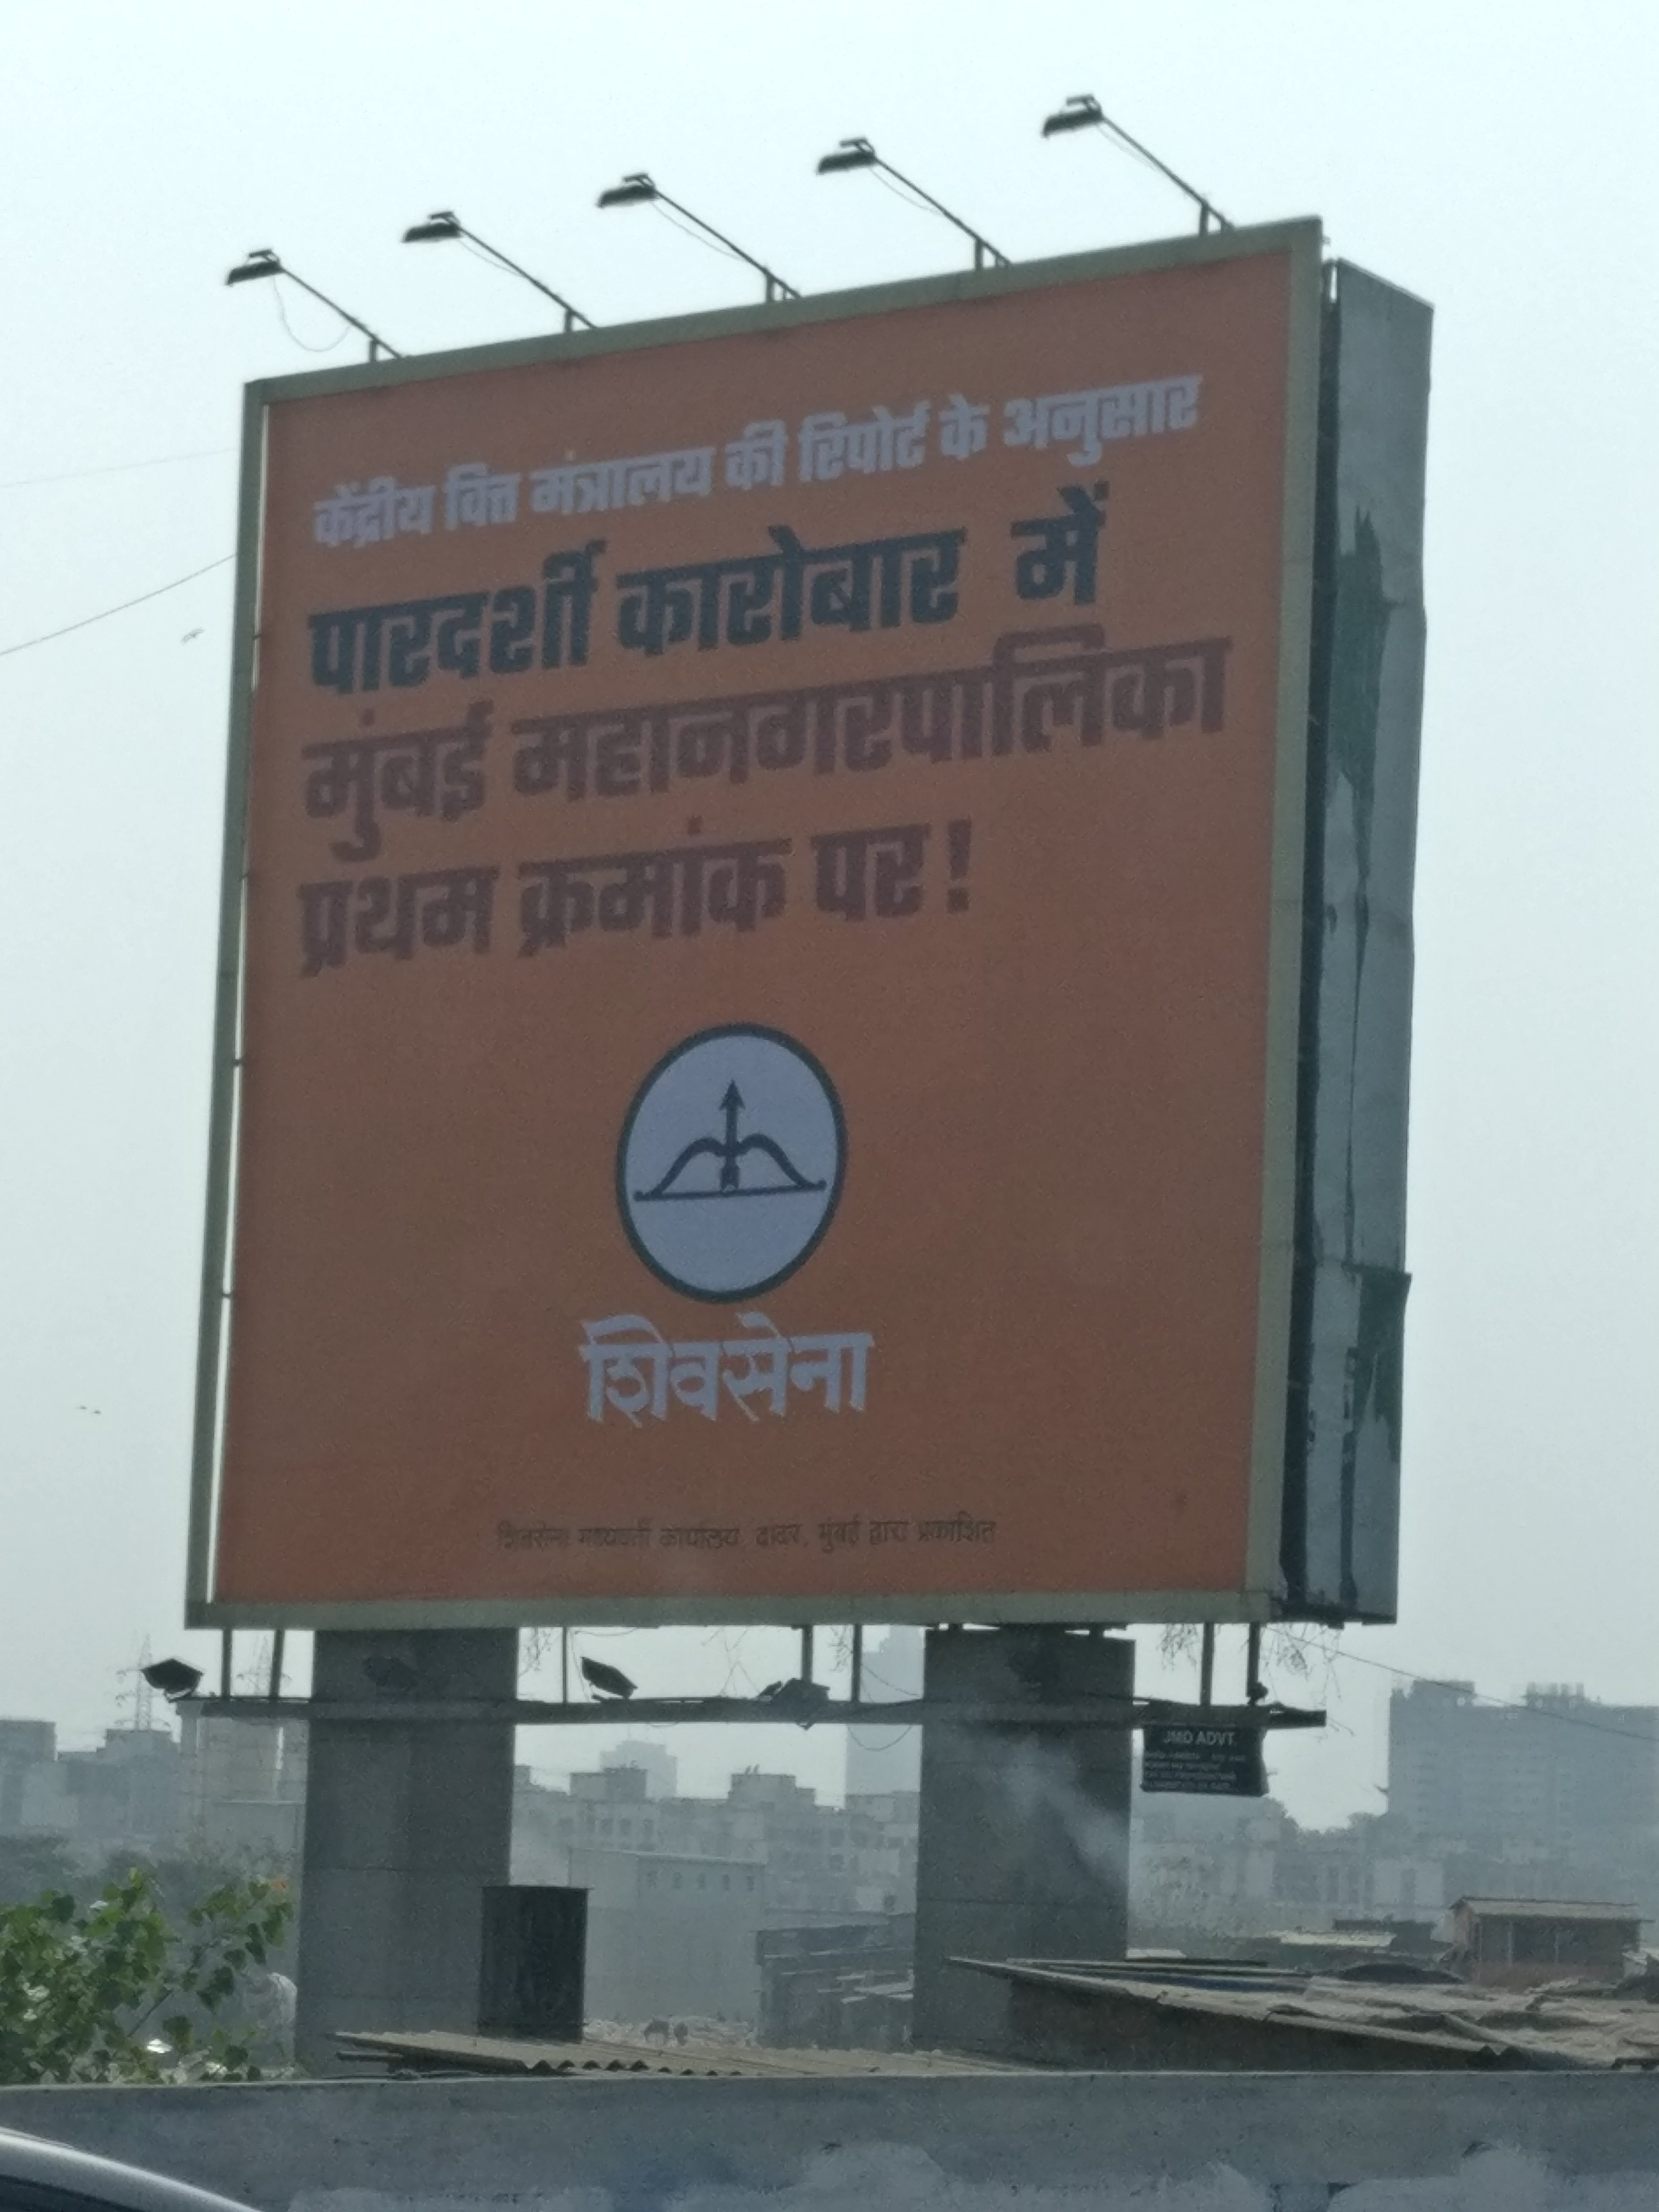 केंद्रीय वित्त मंत्रालय की रिपोर्ट के अनुसार
पारदर्शी कारोबार में
मुंबई महानगरपालिका
प्रथम क्रमांक पर!
शिवसेना
शिवसेना मध्यवर्ती कार्यालय, दादर, मुंबई द्वारा प्रकाशित
JMD ADVT.